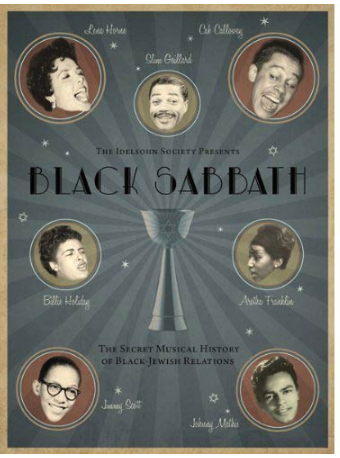 Lena Horne
Cab Calloway
Slim Gaillard
The Idelsohn Society Presents
BLACK SABBATH
Billie Holiday
Aretha Franklin
The Secret Musical History
of Black-Jewish Relations
Jimmy Scott
Johnny Mathis